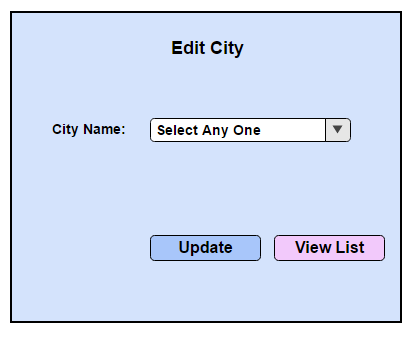 Edit City
City Name: Select Any One
Update View List